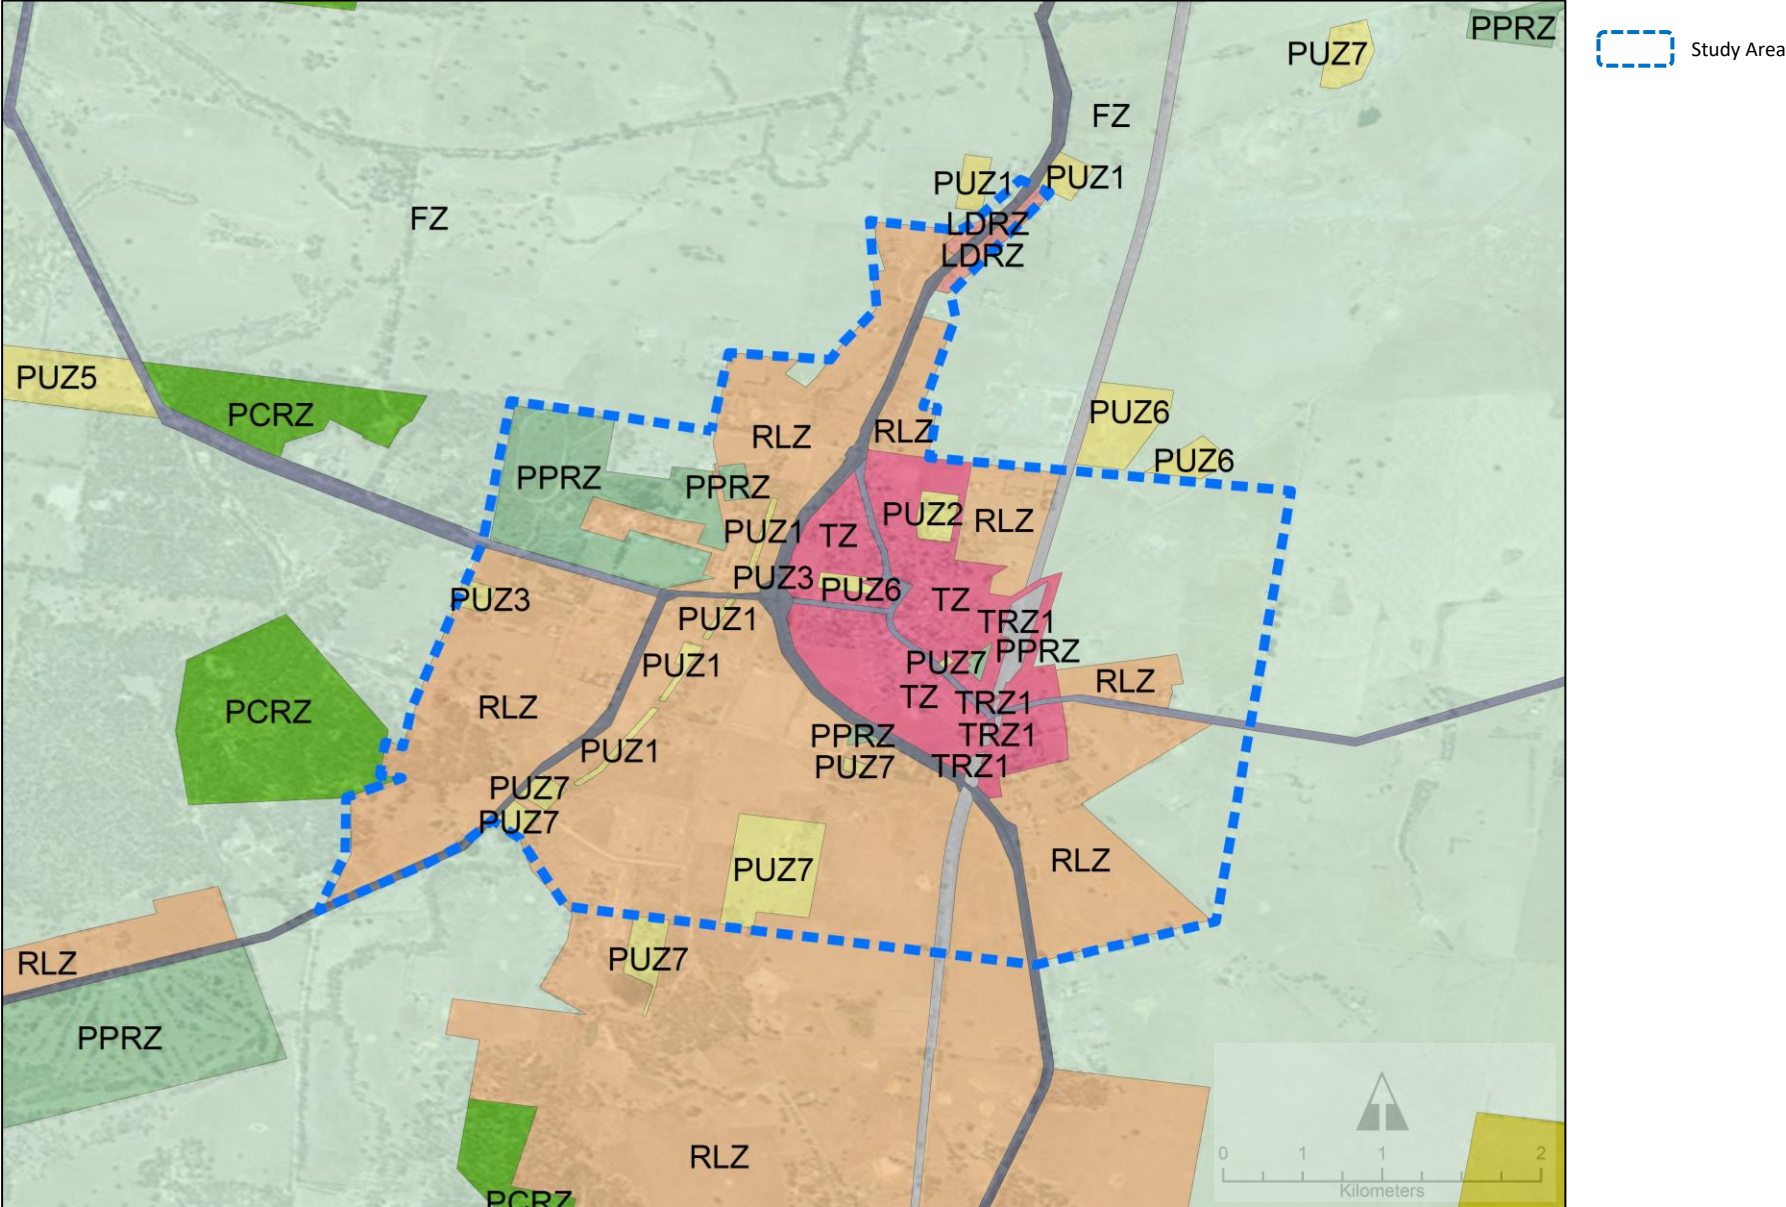 PPRZ
PUZ7
Study Area
FZ
PUZ1
PUZ1
FZ
LDRZ
LDRZ
PUZ5
PCRZ
PUZ6
RLZ
RLZ
PUZ6
PPRZ
PPRZ
PUZ2
RLZ
PUZ1
TZ
PUZ3
PUZ6
PUZ3
TZ
PUZ1
TRZ1
PPRZ
PUZ1
PUZ7
RLZ
TZ
TRZ1
RLZ
PCRZ
PPRZ
TRZ1
PUZ1
PUZ7
TRZ1
PUZ7
PUZ7
RLZ
PUZ7
PUZ7
RLZ
PPRZ
RLZ
PCRZ
0 1 1 2
Kilometers